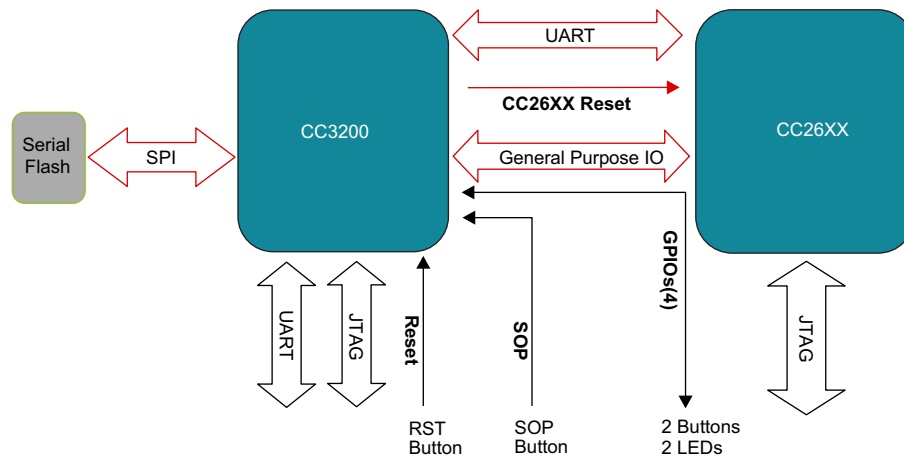 UART
CC26XX Reset
CC3200
CC26XX
Serial
Flash
SPI
General Purpose IO
GPIOs(4)
UART
JTAG
Reset
SOP
JTAG
RST
Button
SOP
Button
2 Buttons
2 LEDs